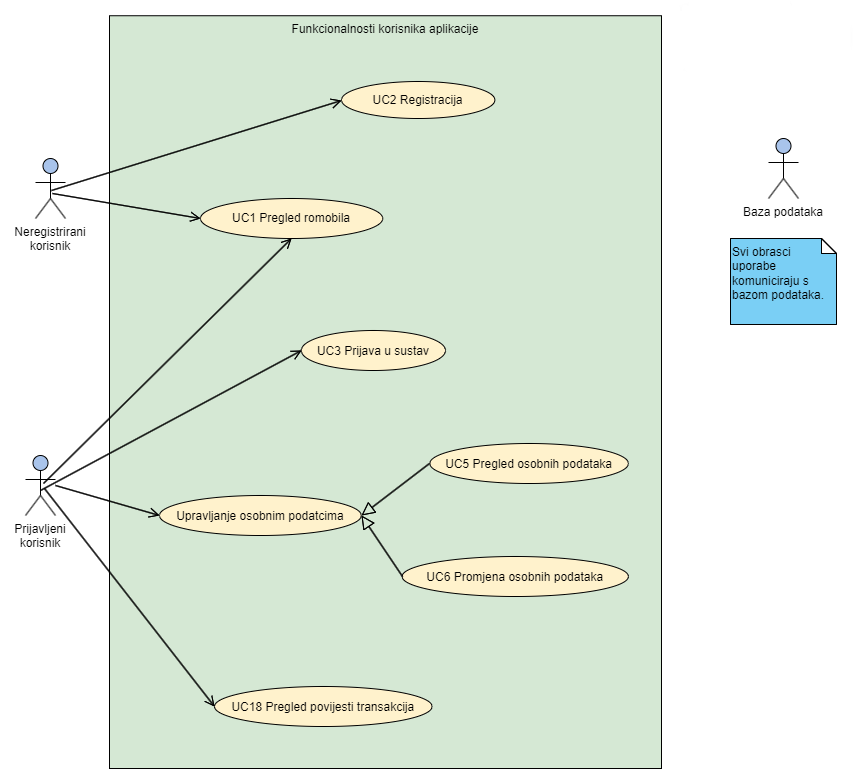 Funkcionalnosti korisnika aplikacije
UC2 Registracija
Neregistrirani
korisnik
UC1 Pregled romobila
Baza podataka
Svi obrasci
uporabe
komuniciraju s
bazom podataka.
UC3 Prijava u sustav
UC5 Pregled osobnih podataka
Prijavljeni
korisnik
Upravljanje osobnim podatcima
UC6 Promjena osobnih podataka
UC18 Pregled povijesti transakcija